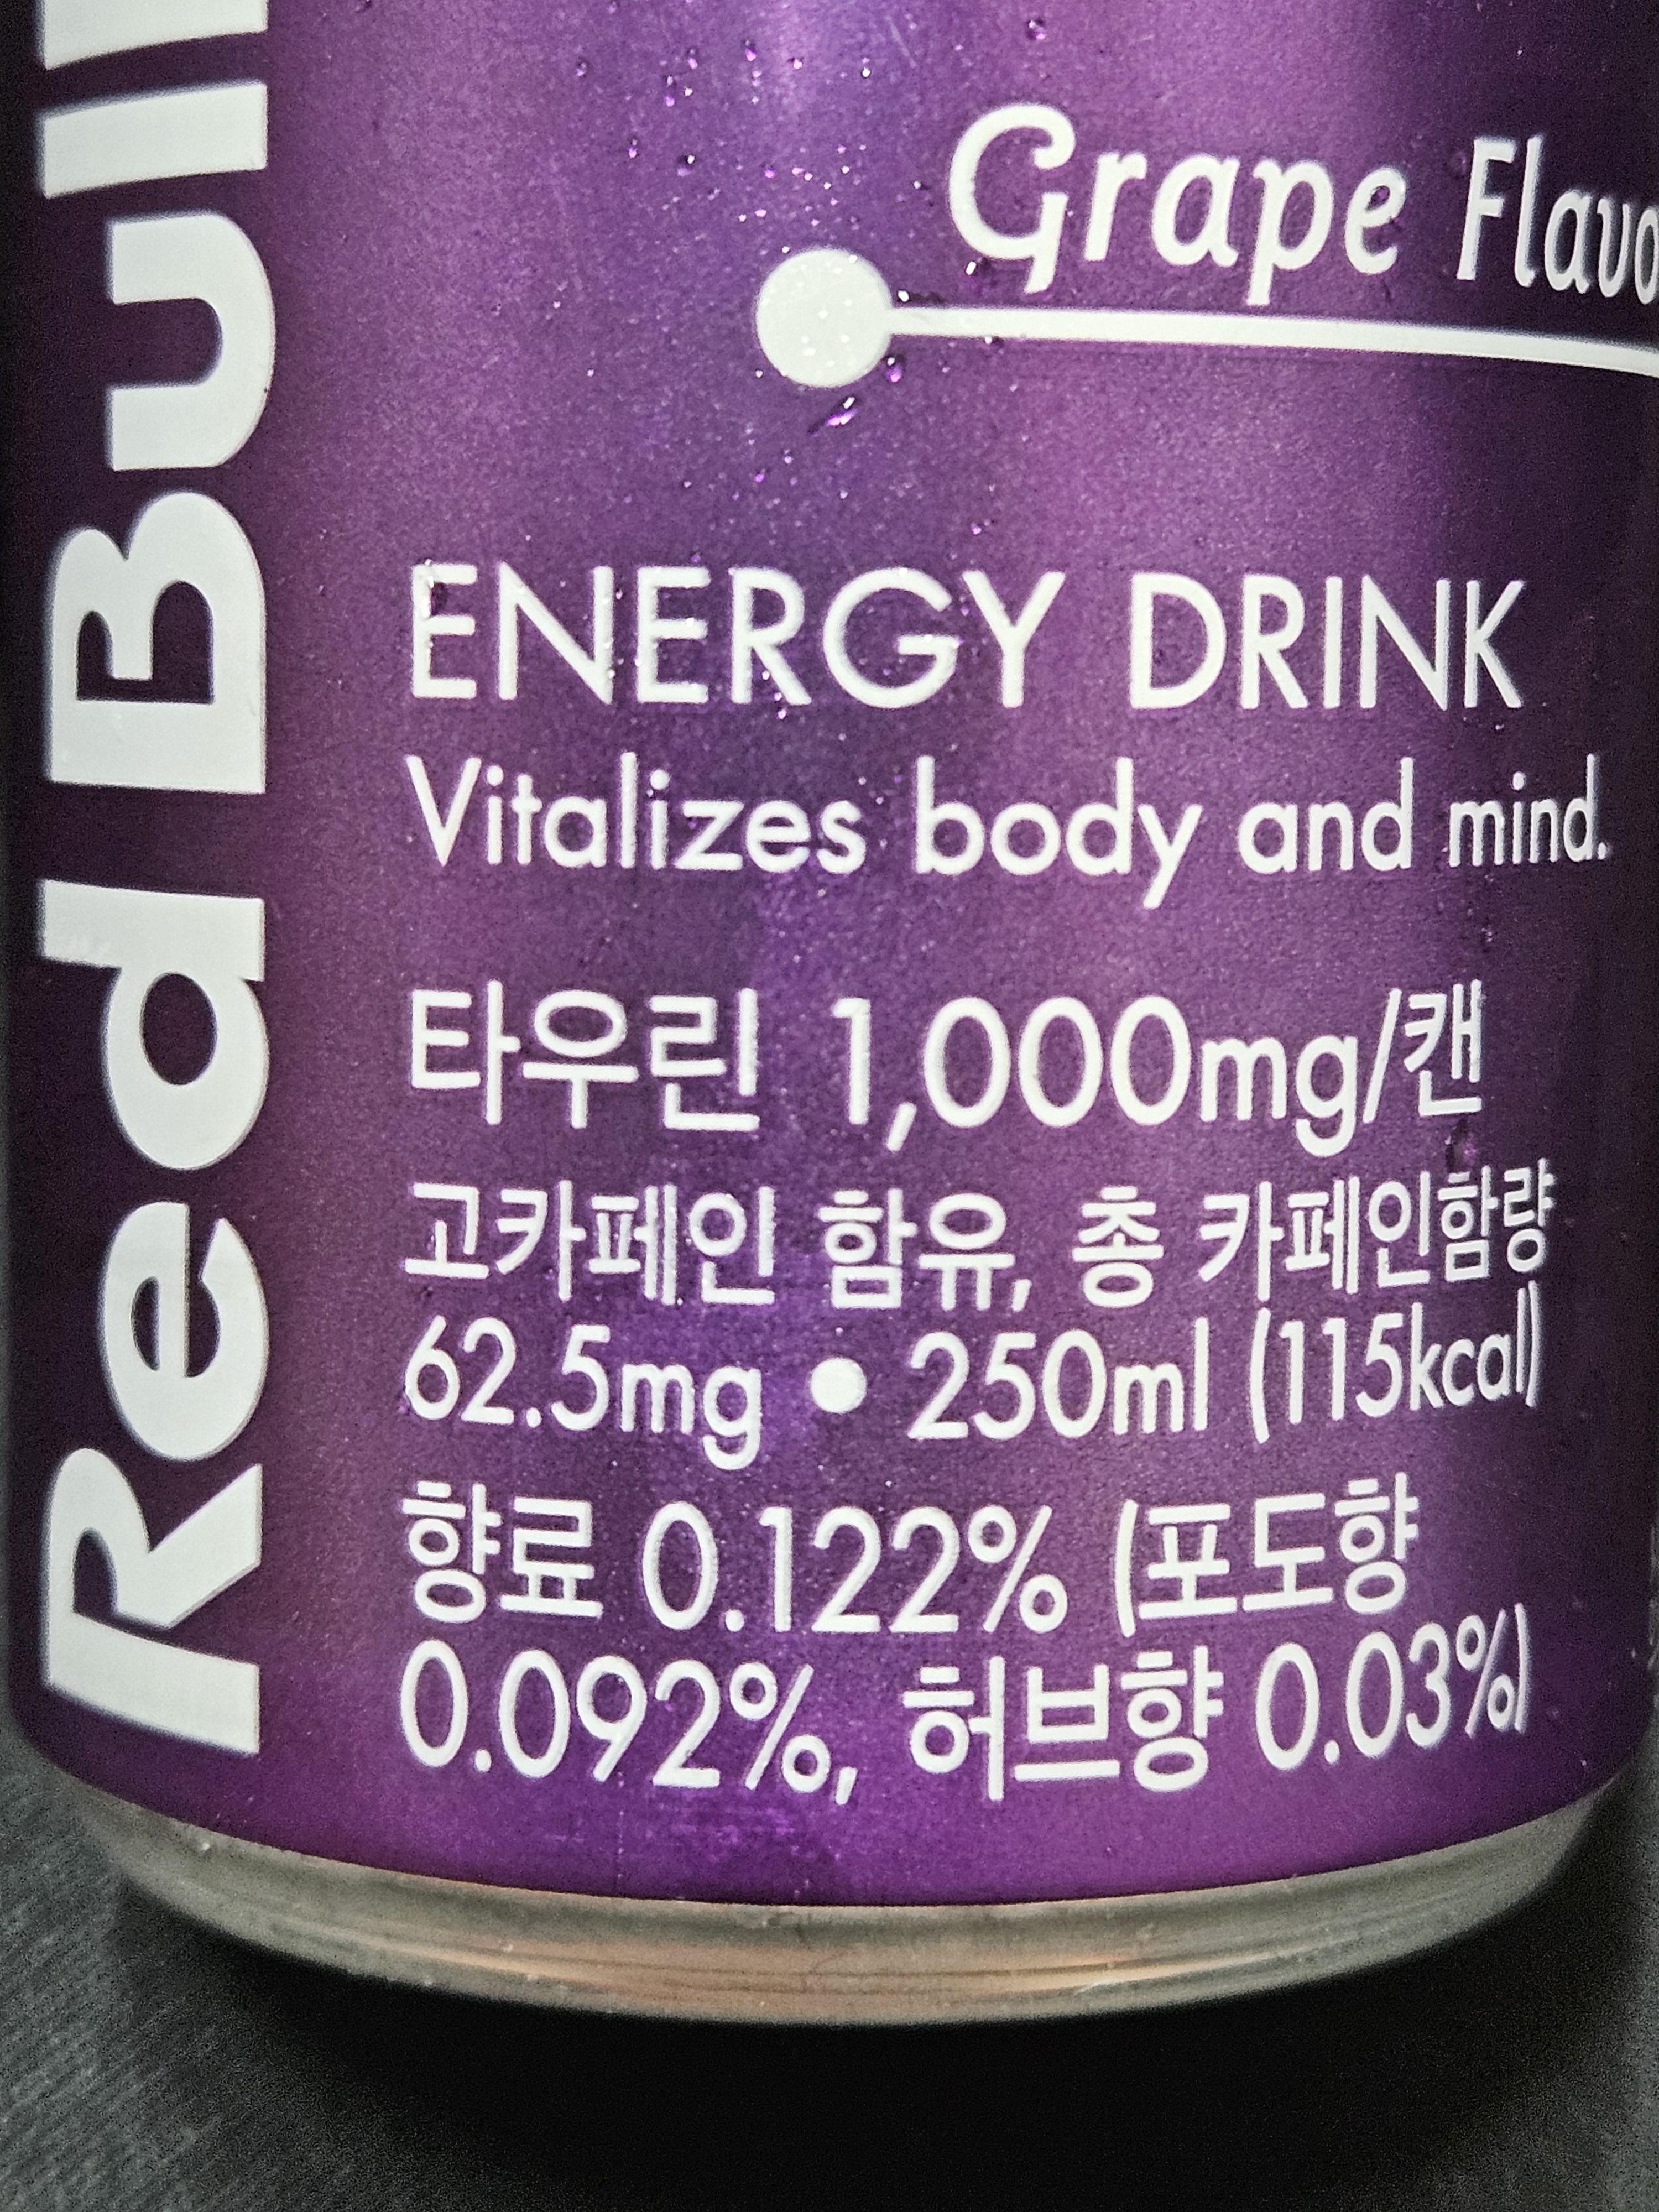 Red Bull
Grape Flavo
ENERGY DRINK
Vitalizes body and mind.
타우린 1,000mg/캔
고카페인 함유, 총 카페인함량
62.5mg • 250ml (115kcal)
향료 0.122% (포도향
0.092%, 허브향 0.03%)